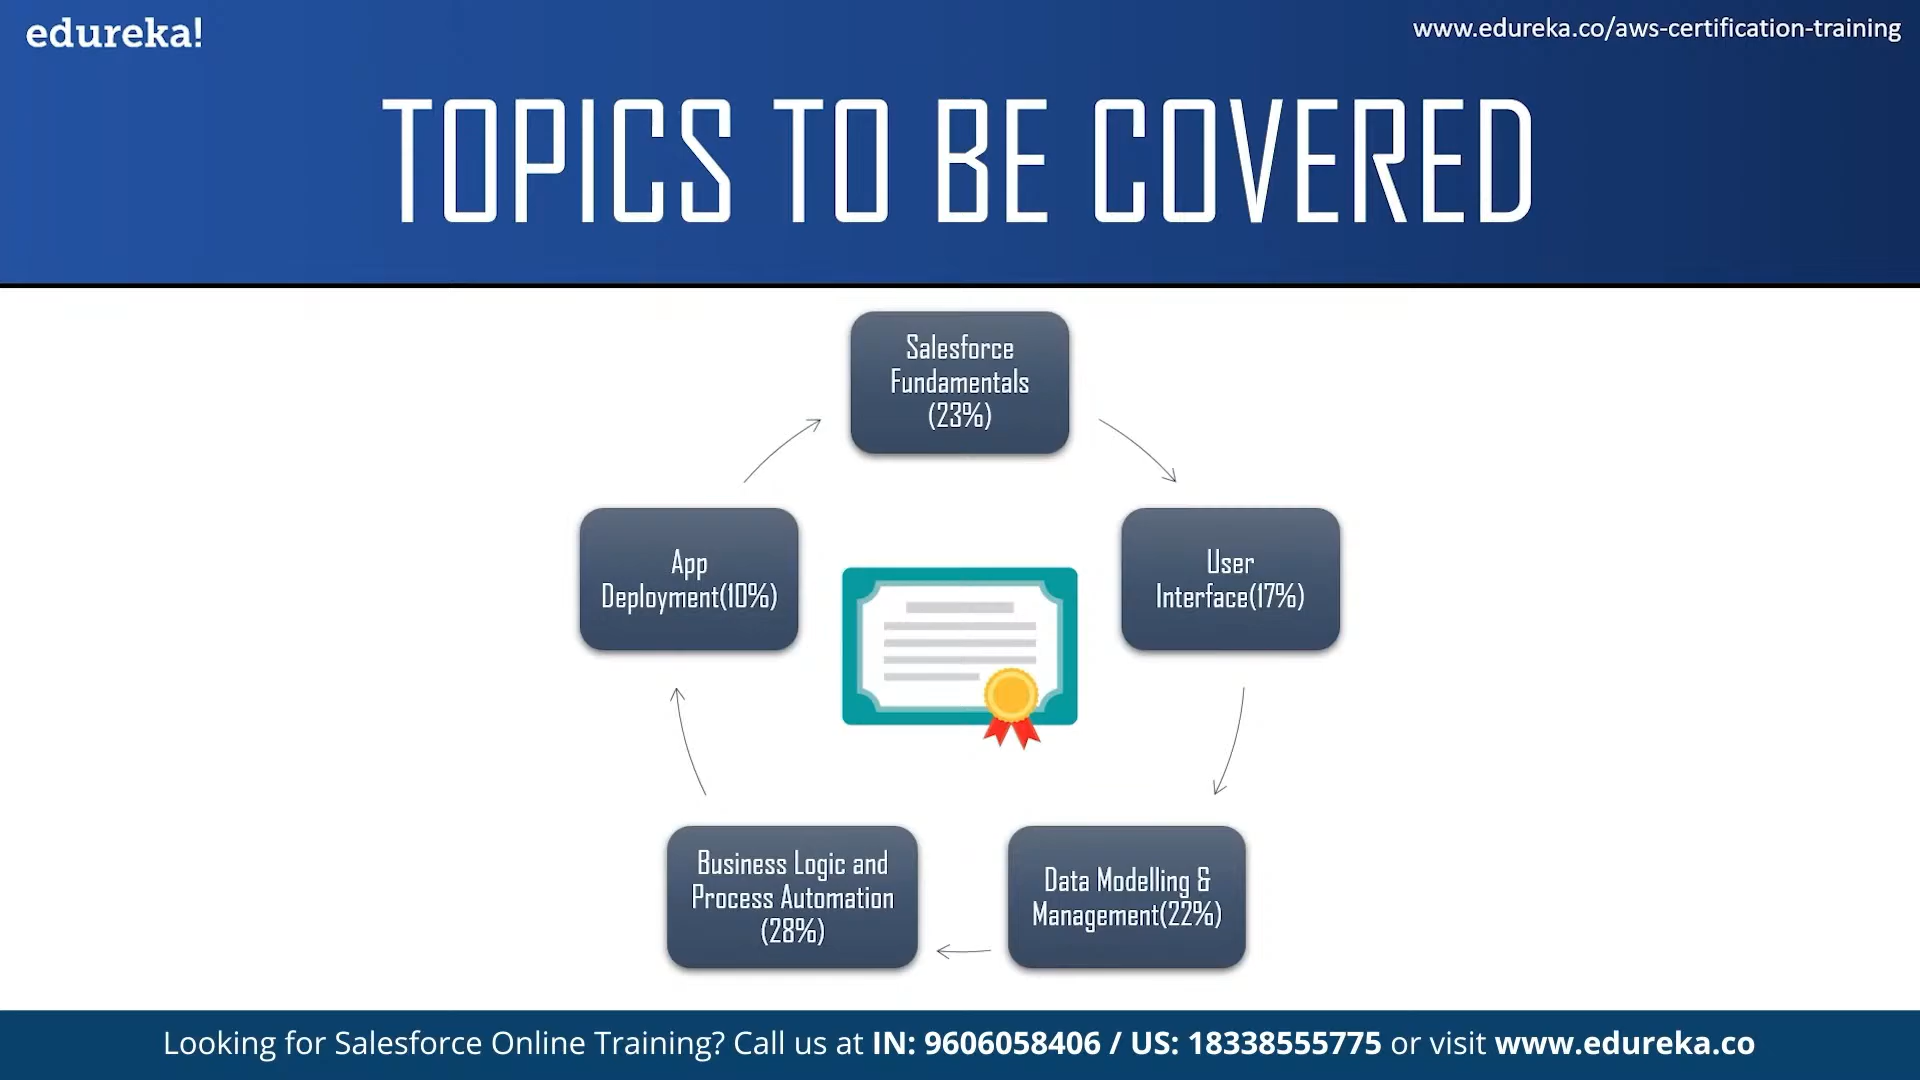 edureka!
www.edureka.co/aws-certification-training
TOPICS TO BE COVERED
Salesforce
Fundamentals
(23%)
User
Interface(17%)
Data Modelling &
Management(22%)
Business Logic and
Process Automation
(28%)
App
Deployment(10%)
Looking for Salesforce Online Training? Call us at IN: 9606058406 / US: 18338555775 or visit www.edureka.co